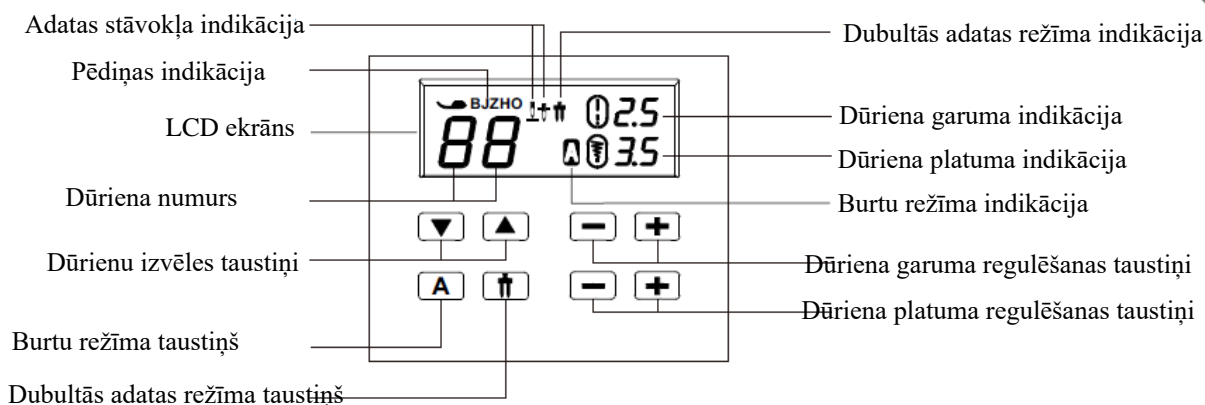 Adatas stāvokļa indikācija
Dubultās adatas režīma indikācija
Pēdiņas indikācija
BJZHO
2.5
LCD ekrāns
88
Dūriena garuma indikācija
A
3.5
Dūriena platuma indikācija
Dūriena numurs
Burtu režīma indikācija
Dūrienu izvēles taustiņi
Dūriena garuma regulēšanas taustiņi
A
Dūriena platuma regulēšanas taustiņi
Burtu režīma taustiņš
Dubultās adatas režīma taustiņš